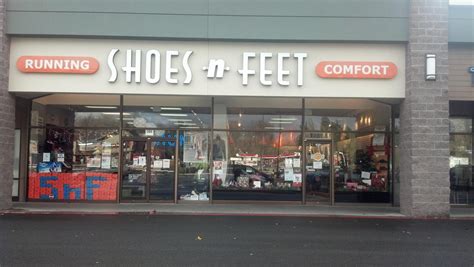 RUNNING
SHOES -n- FEET
COMFORT
SnF